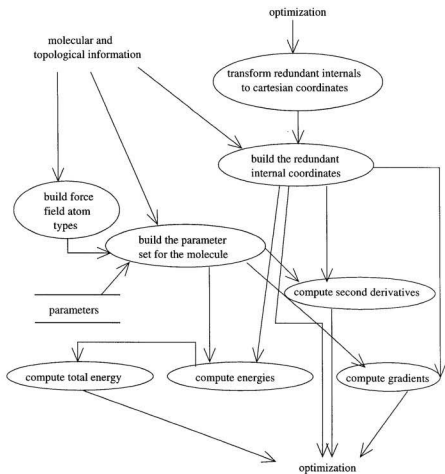 optimization
molecular and
topological information
transform redundant internals
to cartesian coordinates
build the redundant
internal coordinates
build force
field atom
types
build the parameter
set for the molecule
compute second derivatives
parameters
compute total energy
compute energies
compute gradients
optimization